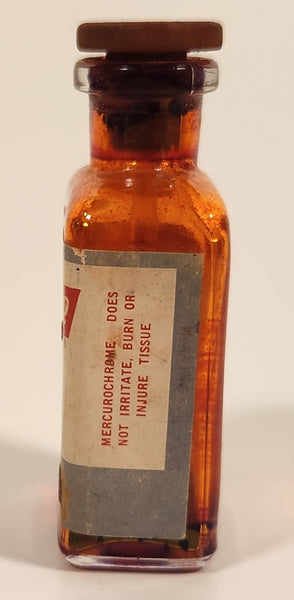 MERCUROCHROME DOES
NOT IRRITATE, BURN OR
INJURE TISSUE